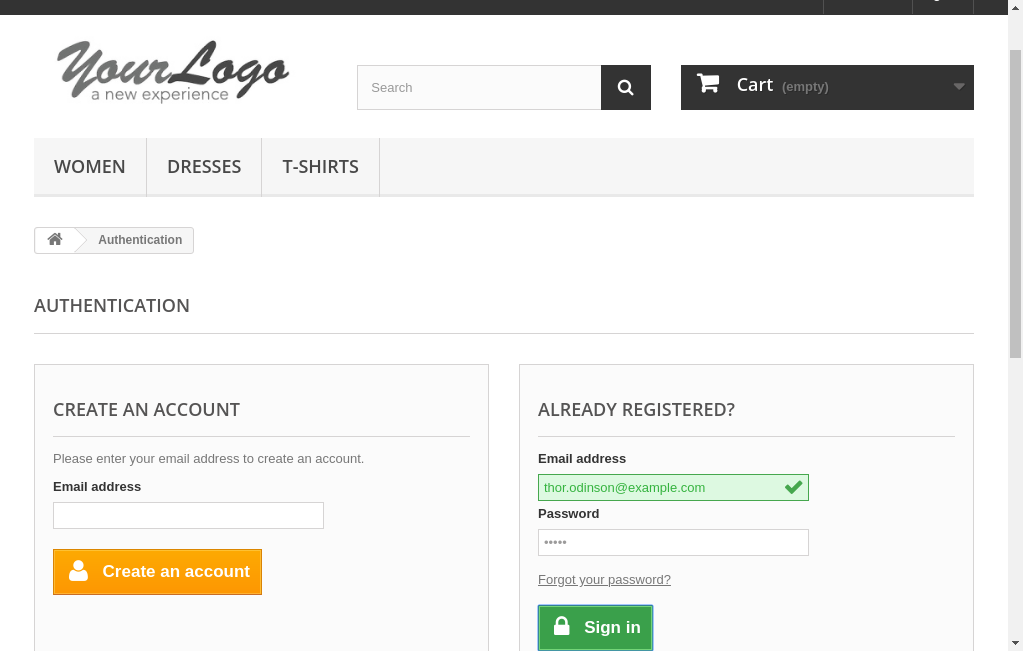 YourLogo
a new experience
Search
Cart (empty)
WOMEN DRESSES T-SHIRTS
Authentication
AUTHENTICATION
CREATE AN ACCOUNT
Please enter your email address to create an account.
Email address
Create an account
ALREADY REGISTERED?
Email address
thor.odinson@example.com
Password
•••••
Forgot your password?
Sign in